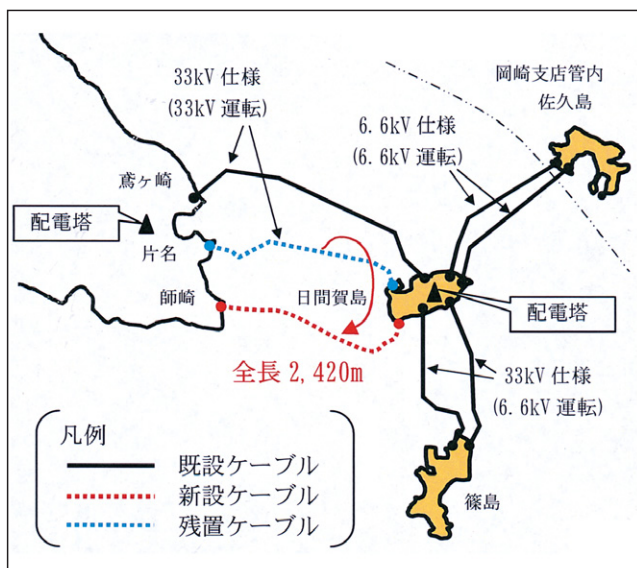 33kV 仕様
(33kV 運転)
岡崎支店管内
佐久島
6.6kV 仕様
(6.6kV 運転)
鳶ヶ崎
配電塔
片名
師崎
日間賀島
配電塔
全長 2,420m
33kV 仕様
(6.6kV 運転)
篠島
凡例
既設ケーブル
新設ケーブル
残置ケーブル